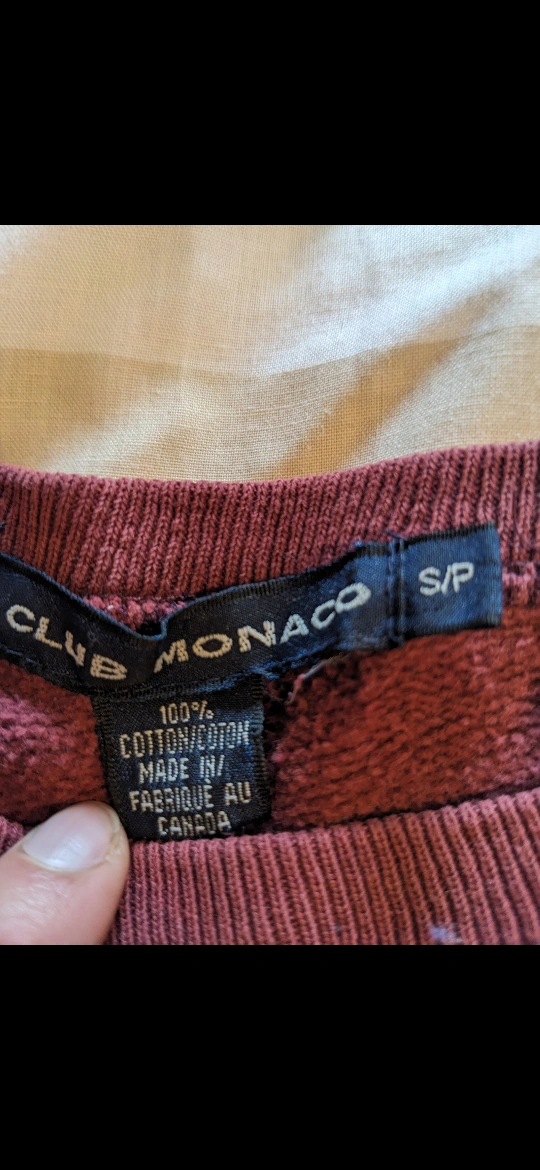 CLUB MONACO
S/P
100%
COTTON/COTON
MADE IN/
FABRIQUE AU
CANADA